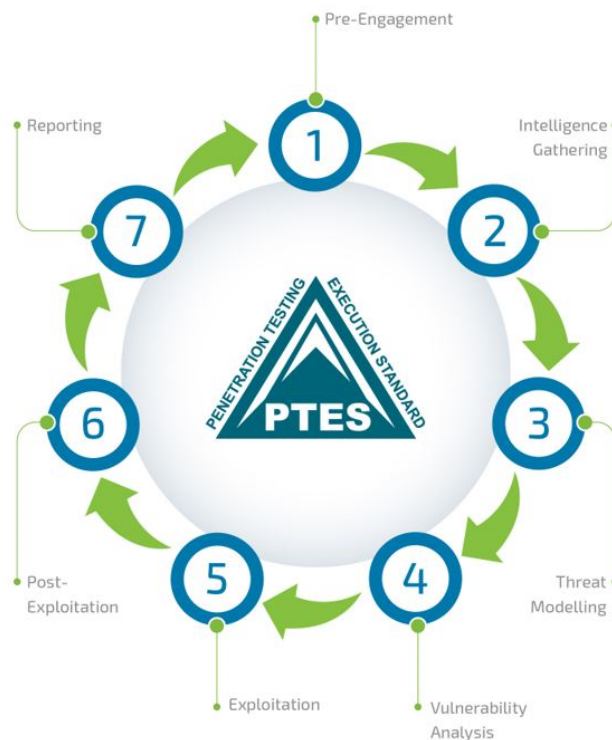 Pre-Engagement
1
Reporting
Intelligence
Gathering
7
2
PENETRATION TESTING
EXECUTION STANDARD
PTES
6
3
Post-
Exploitation
5
4
Threat
Modelling
Exploitation
Vulnerability
Analysis